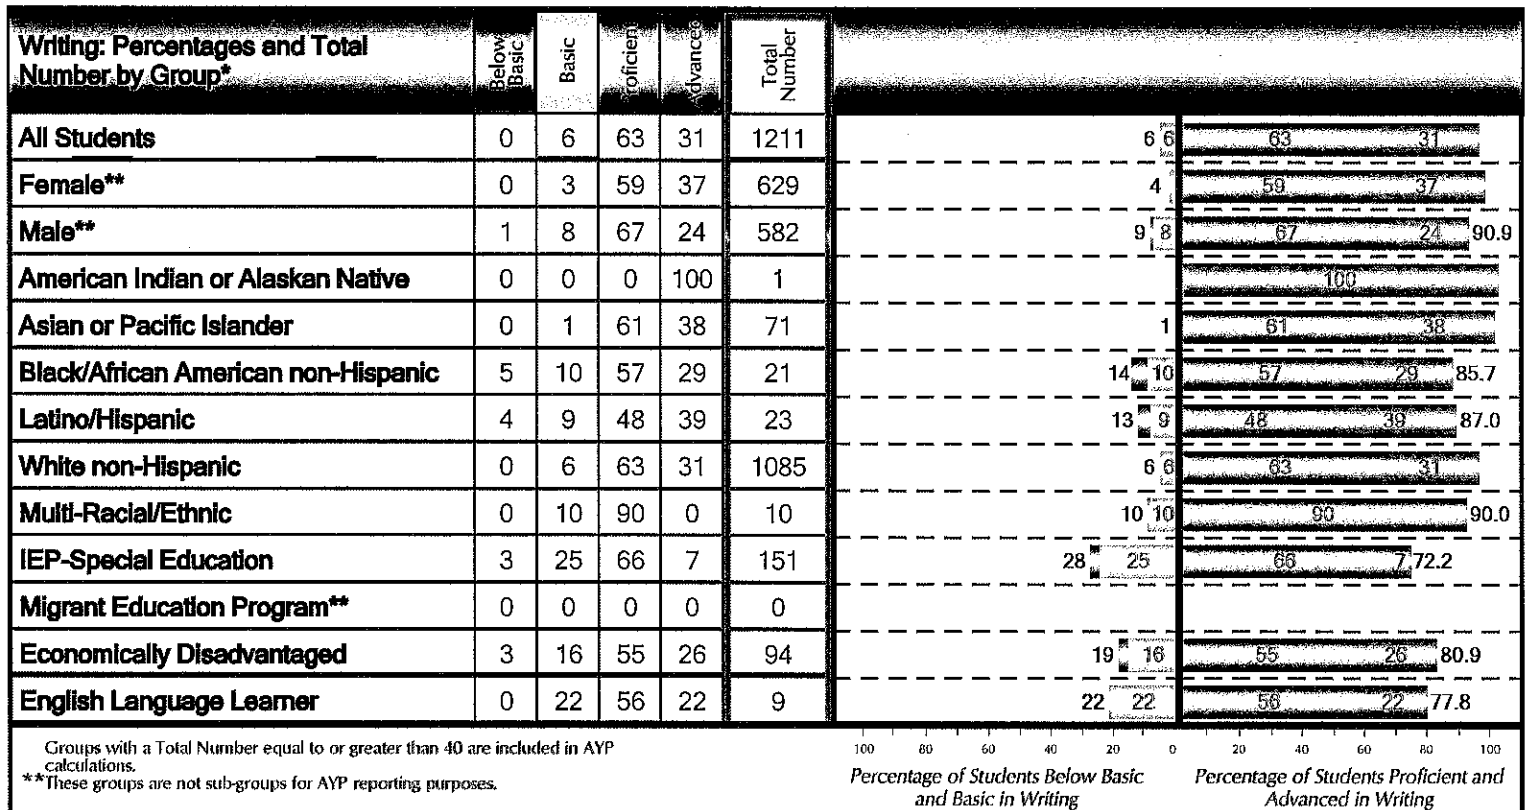 Writing: Percentages and Total
Number by Group*
Below
Basic
Basic
Proficient
Advanced
Total
Number
All Students 0 6 63 31 1211 6 6 63 31
Female** 0 3 59 37 629 4 59 37
Male** 1 8 67 24 582 9 8 67 24 90.9
American Indian or Alaskan Native 0 0 0 100 1 100
Asian or Pacific Islander 0 1 61 38 71 1 61 38
Black/African American non-Hispanic 5 10 57 29 21 14 10 57 29 85.7
Latino/Hispanic 4 9 48 39 23 13 9 48 39 87.0
White non-Hispanic 0 6 63 31 1085 6 6 63 31
Multi-Racial/Ethnic 0 10 90 0 10 10 10 90 90.0
IEP-Special Education 3 25 66 7 151 28 25 66 7 72.2
Migrant Education Program** 0 0 0 0 0
Economically Disadvantaged 3 16 55 26 94 19 16 55 26 80.9
English Language Learner 0 22 56 22 9 22 22 56 22 77.8
Groups with a Total Number equal to or greater than 40 are included in AYP
calculations.
**These groups are not sub-groups for AYP reporting purposes.
100 80 60 40 20 0 20 40 60 80 100
Percentage of Students Below Basic
and Basic in Writing
Percentage of Students Proficient and
Advanced in Writing